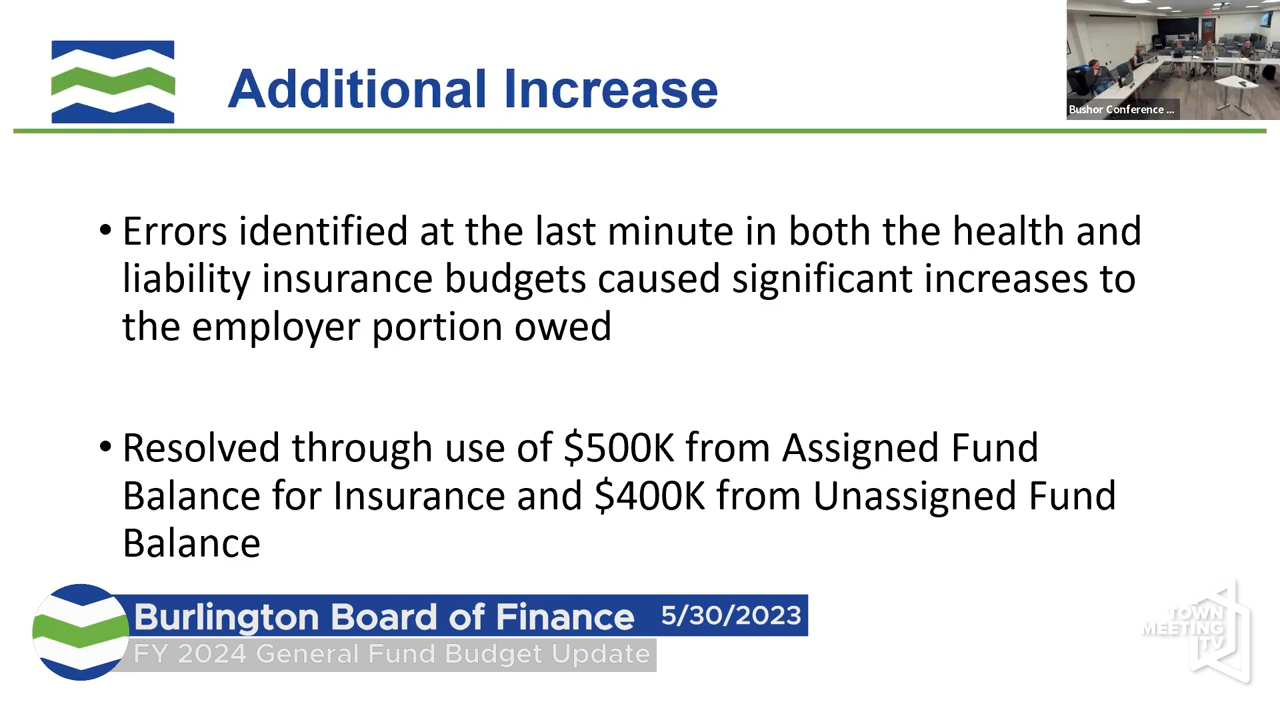 Additional Increase
Bushor Conference ...
• Errors identified at the last minute in both the health and
liability insurance budgets caused significant increases to
the employer portion owed
• Resolved through use of $500K from Assigned Fund
Balance for Insurance and $400K from Unassigned Fund
Balance
Burlington Board of Finance 5/30/2023
FY 2024 General Fund Budget Update
TOWN
MEETING
TV